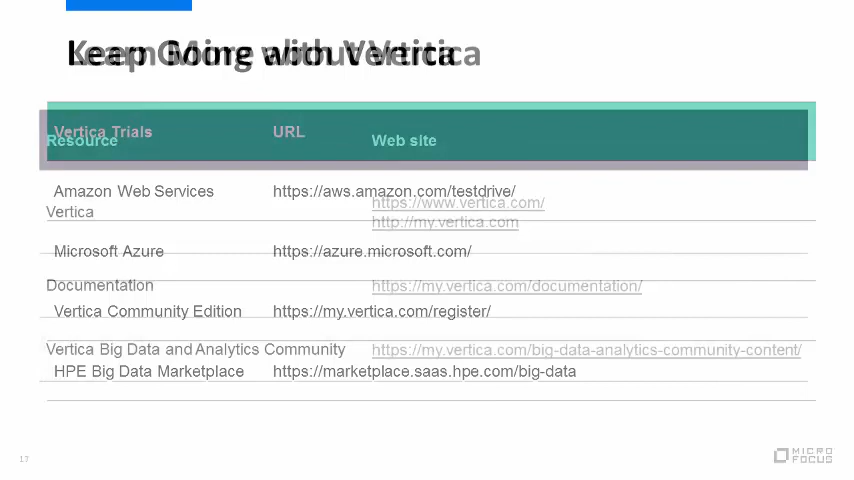 Keep Going with Vertica
Learn More about Vertica
Vertica Trials URL
Resource Web site
Amazon Web Services https://aws.amazon.com/testdrive/
Vertica https://www.vertica.com/
http://my.vertica.com
Microsoft Azure https://azure.microsoft.com/
Documentation https://my.vertica.com/documentation/
Vertica Community Edition https://my.vertica.com/register/
Vertica Big Data and Analytics Community https://my.vertica.com/big-data-analytics-community-content/
HPE Big Data Marketplace https://marketplace.saas.hpe.com/big-data
17
MICRO
FOCUS